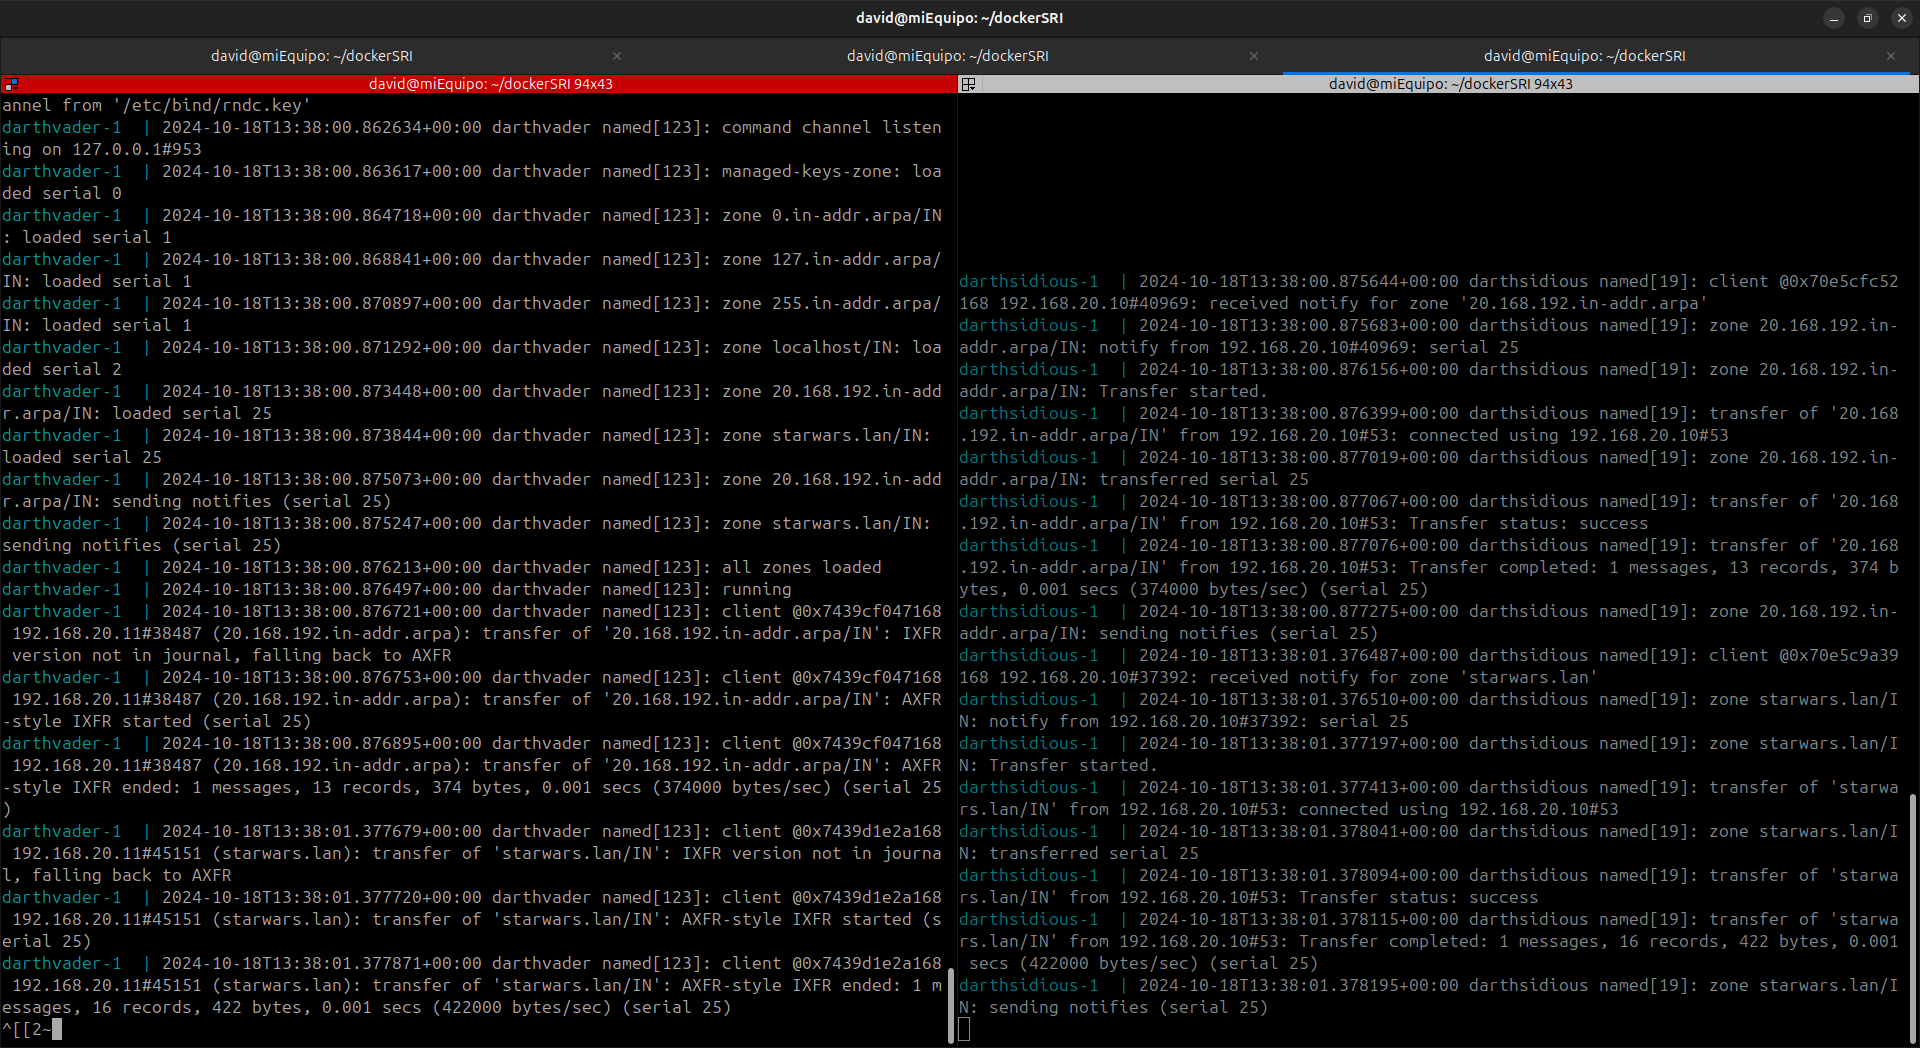 david@miEquipo: ~/dockerSRI
david@miEquipo: ~/dockerSRI
david@miEquipo: ~/dockerSRI
david@miEquipo: ~/dockerSRI
david@miEquipo: ~/dockerSRI 94x43
annel from '/etc/bind/rndc.key'
darthvader-1  | 2024-10-18T13:38:00.862634+00:00 darthvader named[123]: command channel listen
ing on 127.0.0.1#953
darthvader-1  | 2024-10-18T13:38:00.863617+00:00 darthvader named[123]: managed-keys-zone: loa
ded serial 0
darthvader-1  | 2024-10-18T13:38:00.864718+00:00 darthvader named[123]: zone 0.in-addr.arpa/IN
: loaded serial 1
darthvader-1  | 2024-10-18T13:38:00.868841+00:00 darthvader named[123]: zone 127.in-addr.arpa/
IN: loaded serial 1
darthvader-1  | 2024-10-18T13:38:00.870897+00:00 darthvader named[123]: zone 255.in-addr.arpa/
IN: loaded serial 1
darthvader-1  | 2024-10-18T13:38:00.871292+00:00 darthvader named[123]: zone localhost/IN: loa
ded serial 2
darthvader-1  | 2024-10-18T13:38:00.873448+00:00 darthvader named[123]: zone 20.168.192.in-add
r.arpa/IN: loaded serial 25
darthvader-1  | 2024-10-18T13:38:00.873844+00:00 darthvader named[123]: zone starwars.lan/IN:
loaded serial 25
darthvader-1  | 2024-10-18T13:38:00.875073+00:00 darthvader named[123]: zone 20.168.192.in-add
r.arpa/IN: sending notifies (serial 25)
darthvader-1  | 2024-10-18T13:38:00.875247+00:00 darthvader named[123]: zone starwars.lan/IN:
sending notifies (serial 25)
darthvader-1  | 2024-10-18T13:38:00.876213+00:00 darthvader named[123]: all zones loaded
darthvader-1  | 2024-10-18T13:38:00.876497+00:00 darthvader named[123]: running
darthvader-1  | 2024-10-18T13:38:00.876721+00:00 darthvader named[123]: client @0x7439cf047168
 192.168.20.11#38487 (20.168.192.in-addr.arpa): transfer of '20.168.192.in-addr.arpa/IN': IXFR
 version not in journal, falling back to AXFR
darthvader-1  | 2024-10-18T13:38:00.876753+00:00 darthvader named[123]: client @0x7439cf047168
 192.168.20.11#38487 (20.168.192.in-addr.arpa): transfer of '20.168.192.in-addr.arpa/IN': AXFR
-style IXFR started (serial 25)
darthvader-1  | 2024-10-18T13:38:00.876895+00:00 darthvader named[123]: client @0x7439cf047168
 192.168.20.11#38487 (20.168.192.in-addr.arpa): transfer of '20.168.192.in-addr.arpa/IN': AXFR
-style IXFR ended: 1 messages, 13 records, 374 bytes, 0.001 secs (374000 bytes/sec) (serial 25
)
darthvader-1  | 2024-10-18T13:38:01.377679+00:00 darthvader named[123]: client @0x7439d1e2a168
 192.168.20.11#45151 (starwars.lan): transfer of 'starwars.lan/IN': IXFR version not in journa
l, falling back to AXFR
darthvader-1  | 2024-10-18T13:38:01.377720+00:00 darthvader named[123]: client @0x7439d1e2a168
 192.168.20.11#45151 (starwars.lan): transfer of 'starwars.lan/IN': AXFR-style IXFR started (s
erial 25)
darthvader-1  | 2024-10-18T13:38:01.377871+00:00 darthvader named[123]: client @0x7439d1e2a168
 192.168.20.11#45151 (starwars.lan): transfer of 'starwars.lan/IN': AXFR-style IXFR ended: 1 m
essages, 16 records, 422 bytes, 0.001 secs (422000 bytes/sec) (serial 25)
^[[2~
david@miEquipo: ~/dockerSRI 94x43
darthsidious-1  | 2024-10-18T13:38:00.875644+00:00 darthsidious named[19]: client @0x70e5cfc52
168 192.168.20.10#40969: received notify for zone '20.168.192.in-addr.arpa'
darthsidious-1  | 2024-10-18T13:38:00.875683+00:00 darthsidious named[19]: zone 20.168.192.in-
addr.arpa/IN: notify from 192.168.20.10#40969: serial 25
darthsidious-1  | 2024-10-18T13:38:00.876156+00:00 darthsidious named[19]: zone 20.168.192.in-
addr.arpa/IN: Transfer started.
darthsidious-1  | 2024-10-18T13:38:00.876399+00:00 darthsidious named[19]: transfer of '20.168
.192.in-addr.arpa/IN' from 192.168.20.10#53: connected using 192.168.20.10#53
darthsidious-1  | 2024-10-18T13:38:00.877019+00:00 darthsidious named[19]: zone 20.168.192.in-
addr.arpa/IN: transferred serial 25
darthsidious-1  | 2024-10-18T13:38:00.877067+00:00 darthsidious named[19]: transfer of '20.168
.192.in-addr.arpa/IN' from 192.168.20.10#53: Transfer status: success
darthsidious-1  | 2024-10-18T13:38:00.877076+00:00 darthsidious named[19]: transfer of '20.168
.192.in-addr.arpa/IN' from 192.168.20.10#53: Transfer completed: 1 messages, 13 records, 374 b
ytes, 0.001 secs (374000 bytes/sec) (serial 25)
darthsidious-1  | 2024-10-18T13:38:00.877275+00:00 darthsidious named[19]: zone 20.168.192.in-
addr.arpa/IN: sending notifies (serial 25)
darthsidious-1  | 2024-10-18T13:38:01.376487+00:00 darthsidious named[19]: client @0x70e5c9a39
168 192.168.20.10#37392: received notify for zone 'starwars.lan'
darthsidious-1  | 2024-10-18T13:38:01.376510+00:00 darthsidious named[19]: zone starwars.lan/I
N: notify from 192.168.20.10#37392: serial 25
darthsidious-1  | 2024-10-18T13:38:01.377197+00:00 darthsidious named[19]: zone starwars.lan/I
N: Transfer started.
darthsidious-1  | 2024-10-18T13:38:01.377413+00:00 darthsidious named[19]: transfer of 'starwa
rs.lan/IN' from 192.168.20.10#53: connected using 192.168.20.10#53
darthsidious-1  | 2024-10-18T13:38:01.378041+00:00 darthsidious named[19]: zone starwars.lan/I
N: transferred serial 25
darthsidious-1  | 2024-10-18T13:38:01.378094+00:00 darthsidious named[19]: transfer of 'starwa
rs.lan/IN' from 192.168.20.10#53: Transfer status: success
darthsidious-1  | 2024-10-18T13:38:01.378115+00:00 darthsidious named[19]: transfer of 'starwa
rs.lan/IN' from 192.168.20.10#53: Transfer completed: 1 messages, 16 records, 422 bytes, 0.001
 secs (422000 bytes/sec) (serial 25)
darthsidious-1  | 2024-10-18T13:38:01.378195+00:00 darthsidious named[19]: zone starwars.lan/I
N: sending notifies (serial 25)